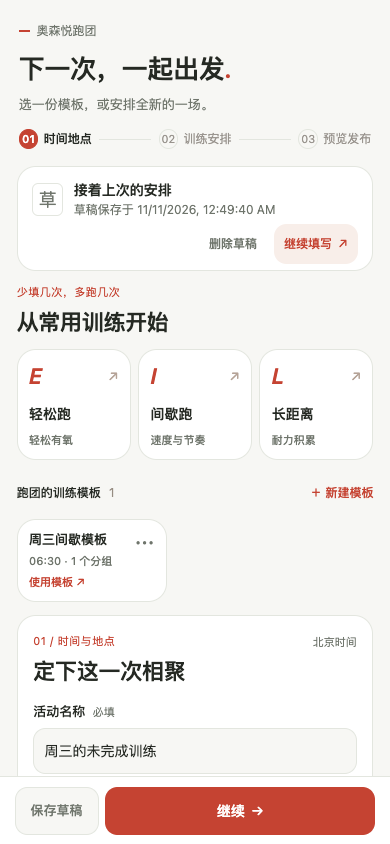 奥森悦跑团
下一次，一起出发.
选一份模板，或安排全新的一场。
01 时间地点 02 训练安排 03 预览发布
草
接着上次的安排
草稿保存于 11/11/2026, 12:49:40 AM
删除草稿 继续填写 ↗
少填几次，多跑几次
从常用训练开始
E ↗ I ↗ L ↗
轻松跑 间歇跑 长距离
轻松有氧 速度与节奏 耐力积累
跑团的训练模板 1 + 新建模板
周三间歇模板 •••
06:30 · 1 个分组
使用模板 ↗
01 / 时间与地点 北京时间
定下这一次相聚
活动名称 必填
周三的未完成训练
保存草稿 继续 →